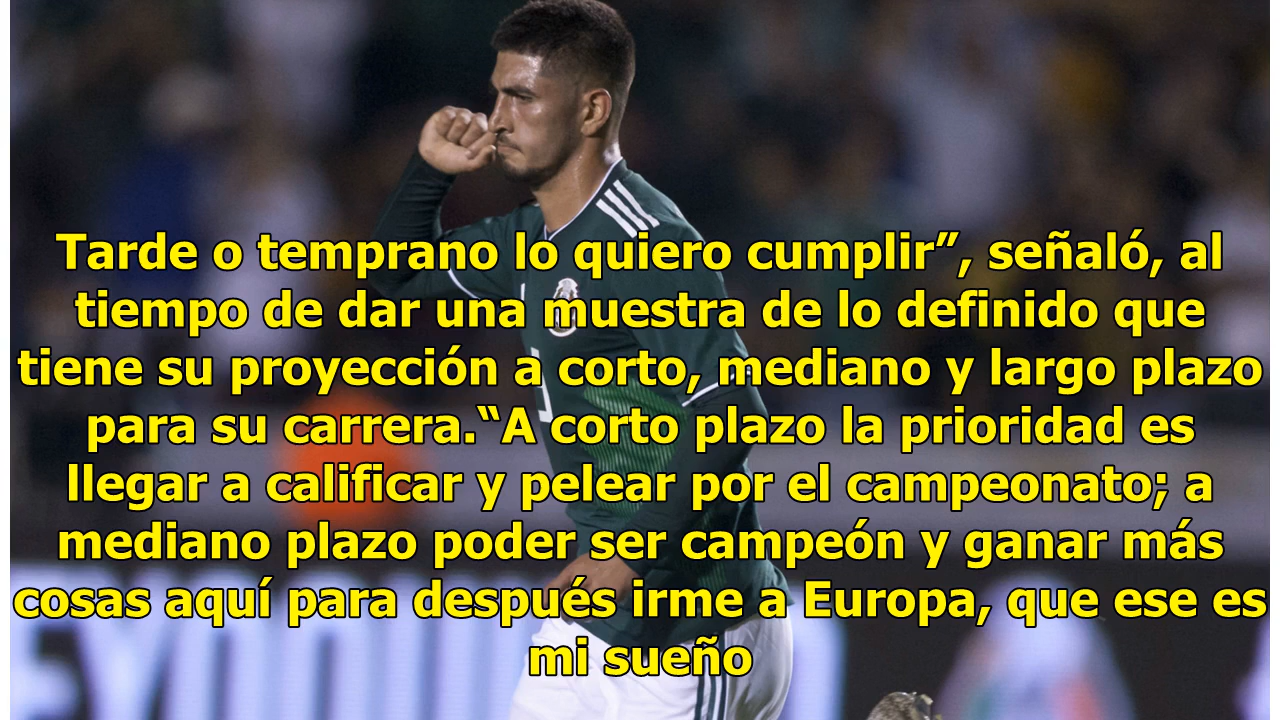 Tarde o temprano lo quiero cumplir”, señaló, al
tiempo de dar una muestra de lo definido que
tiene su proyección a corto, mediano y largo plazo
para su carrera.“A corto plazo la prioridad es
llegar a calificar y pelear por el campeonato; a
mediano plazo poder ser campeón y ganar más
cosas aquí para después irme a Europa, que ese es
mi sueño